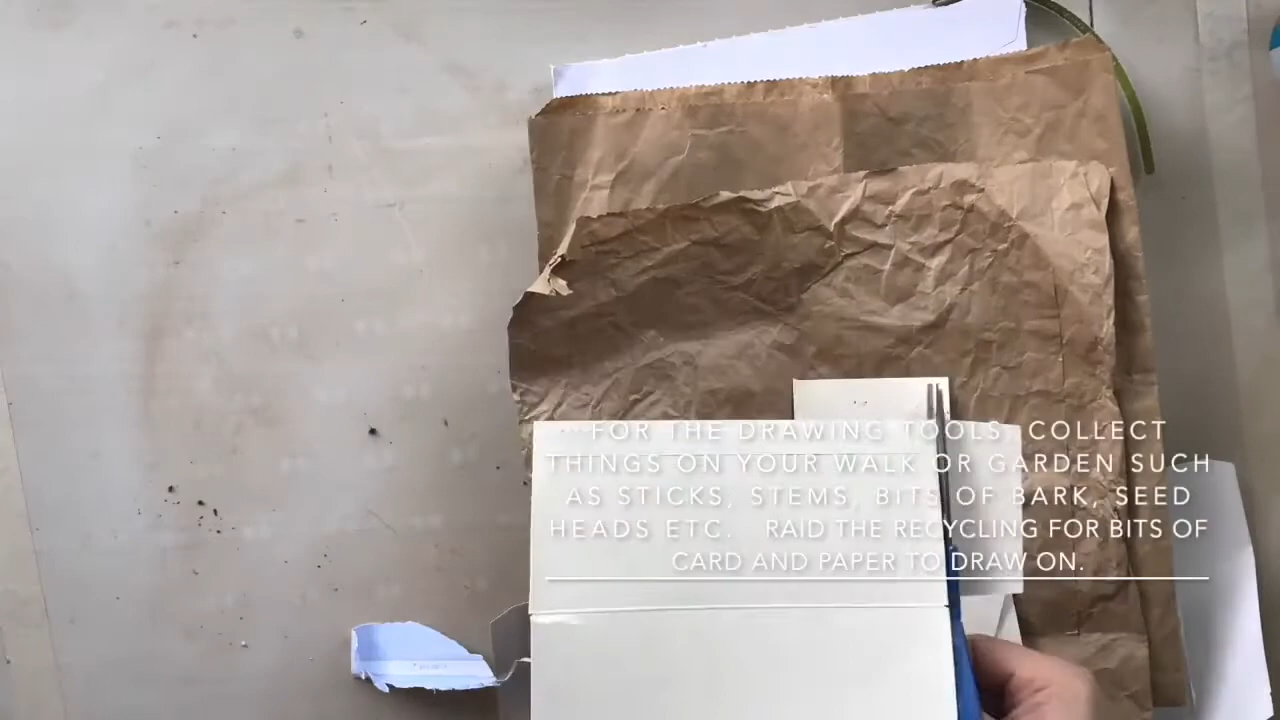 FOR THE DRAWING TOOLS, COLLECT
THINGS ON YOUR WALK OR GARDEN SUCH
AS STICKS, STEMS, BITS OF BARK, SEED
HEADS ETC. RAID THE RECYCLING FOR BITS OF
CARD AND PAPER TO DRAW ON.